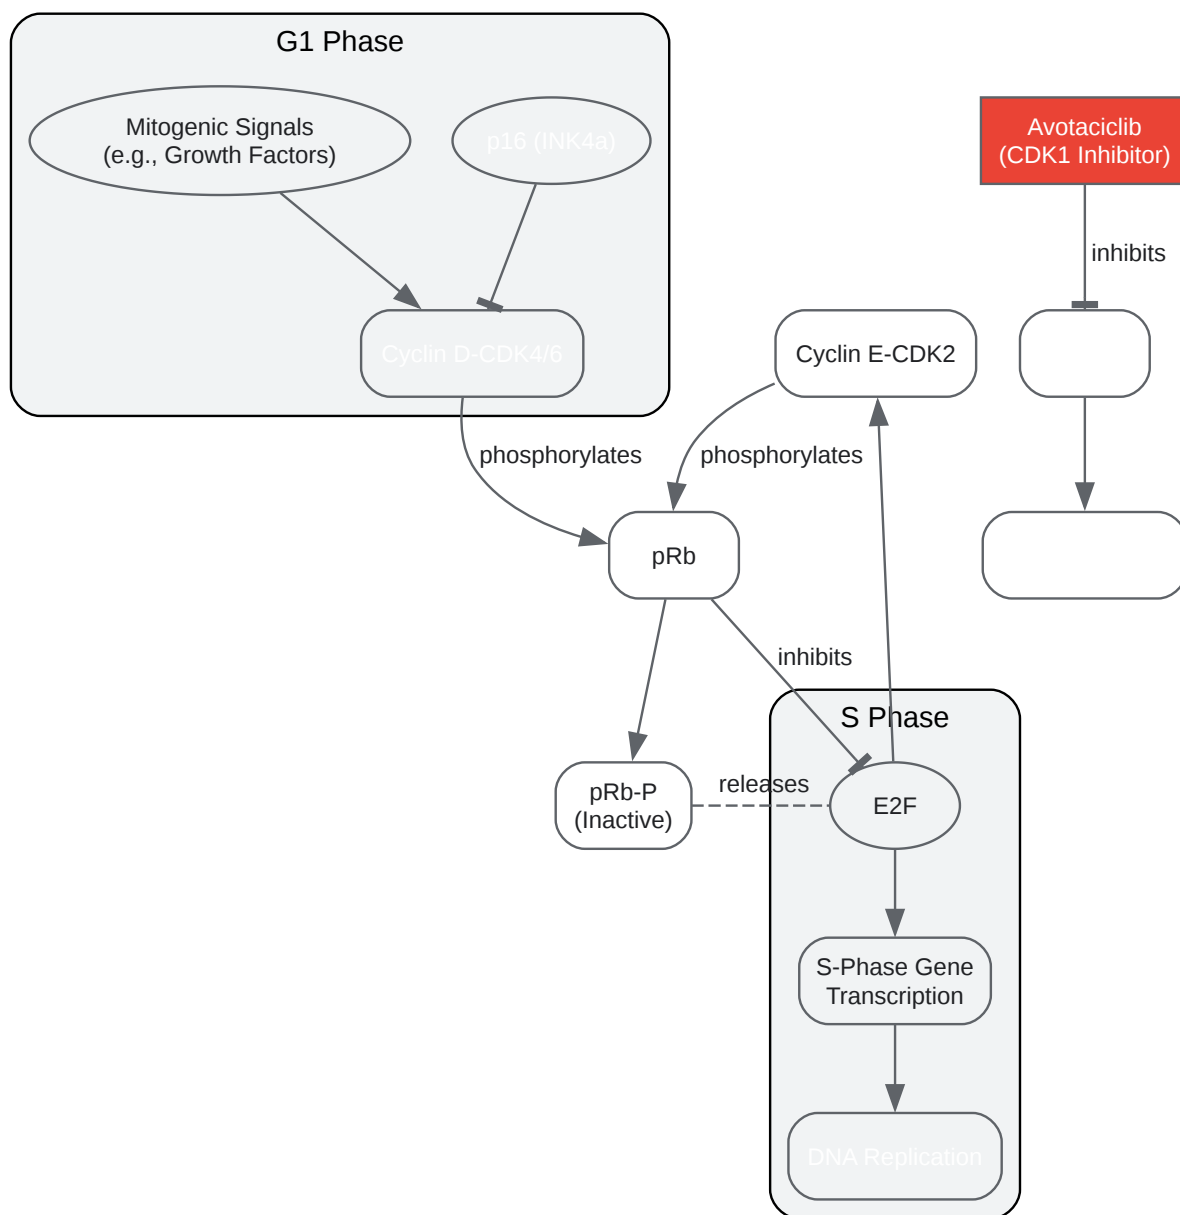 G1 Phase
Mitogenic Signals
(e.g., Growth Factors)
p16 (INK4a)
Avotaciclib
(CDK1 Inhibitor)
inhibits
Cyclin D-CDK4/6
Cyclin E-CDK2
phosphorylates
phosphorylates
pRb
inhibits
S Phase
pRb-P
(Inactive)
releases
E2F
S-Phase Gene
Transcription
DNA Replication